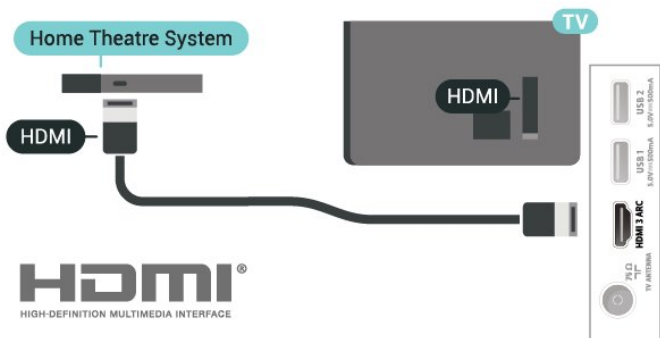 Home Theatre System
TV
HDMI
HDMI
USB 2
5.0V⎓500mA
USB 1
5.0V⎓500mA
HDMI 3 ARC
75 Ω
TV ANTENNA
HDMI®
HIGH-DEFINITION MULTIMEDIA INTERFACE